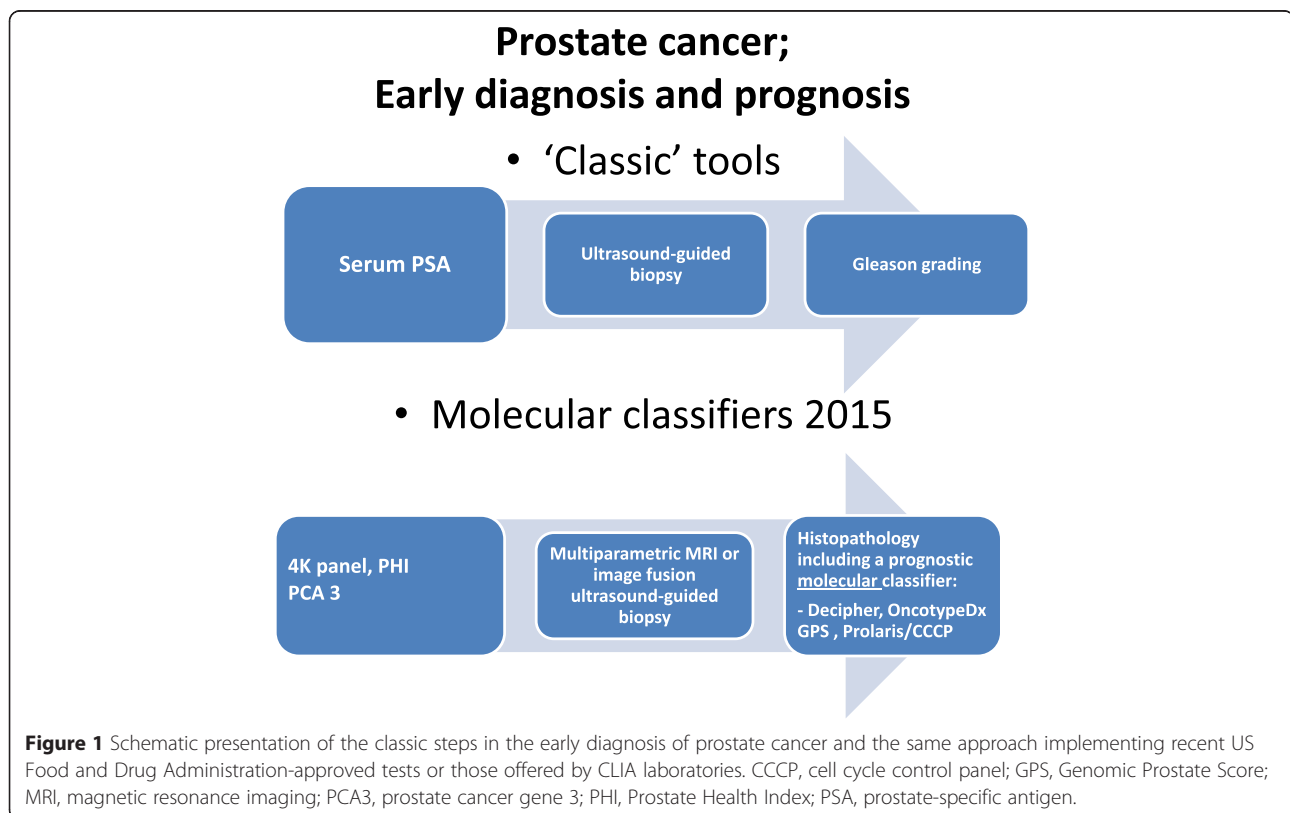 Prostate cancer;
Early diagnosis and prognosis
• ‘Classic’ tools
Serum PSA
Ultrasound-guided
biopsy
Gleason grading
• Molecular classifiers 2015
4K panel, PHI
PCA 3
Multiparametric MRI or
image fusion
ultrasound-guided
biopsy
Histopathology
including a prognostic
molecular classifier:
- Decipher, OncotypeDx
GPS , Prolaris/CCCP
Figure 1 Schematic presentation of the classic steps in the early diagnosis of prostate cancer and the same approach implementing recent US
Food and Drug Administration-approved tests or those offered by CLIA laboratories. CCCP, cell cycle control panel; GPS, Genomic Prostate Score;
MRI, magnetic resonance imaging; PCA3, prostate cancer gene 3; PHI, Prostate Health Index; PSA, prostate-specific antigen.